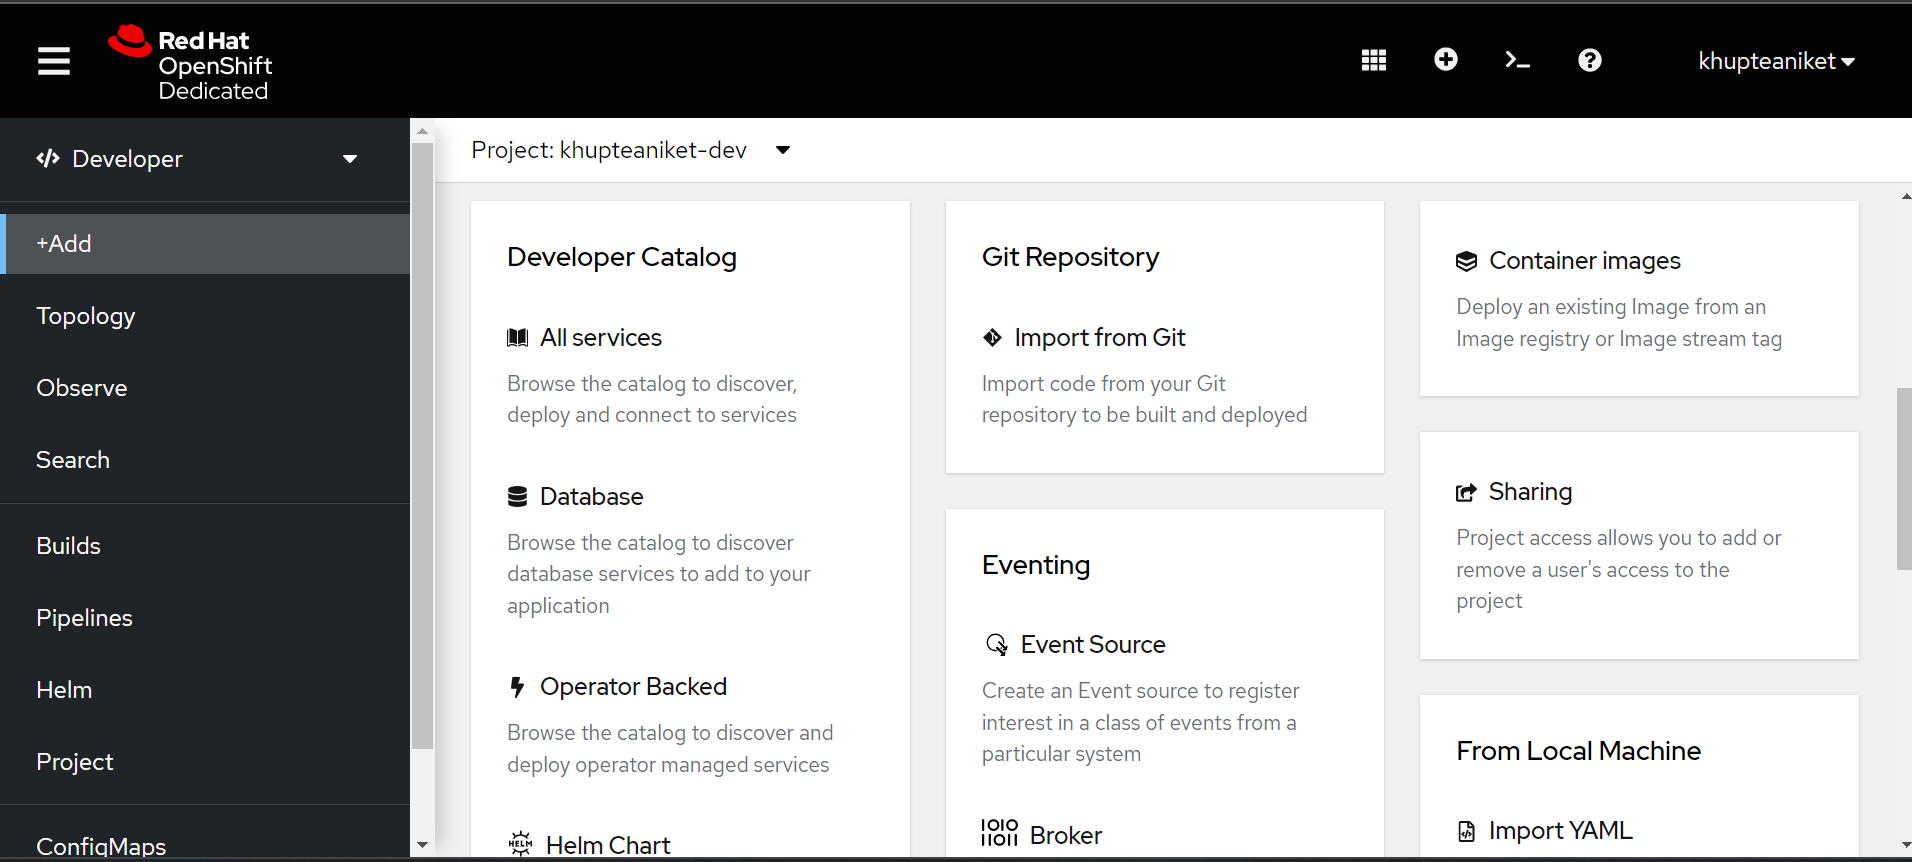 Red Hat
OpenShift
Dedicated
khupteaniket
Developer
+Add
Topology
Observe
Search
Builds
Pipelines
Helm
Project
ConfigMaps
Project: khupteaniket-dev
Developer Catalog
All services
Browse the catalog to discover,
deploy and connect to services
Database
Browse the catalog to discover
database services to add to your
application
Operator Backed
Browse the catalog to discover and
deploy operator managed services
HELM
Helm Chart
Git Repository
Import from Git
Import code from your Git
repository to be built and deployed
Eventing
Event Source
Create an Event source to register
interest in a class of events from a
particular system
1010
11011
Broker
Container images
Deploy an existing Image from an
Image registry or Image stream tag
Sharing
Project access allows you to add or
remove a user's access to the
project
From Local Machine
Import YAML